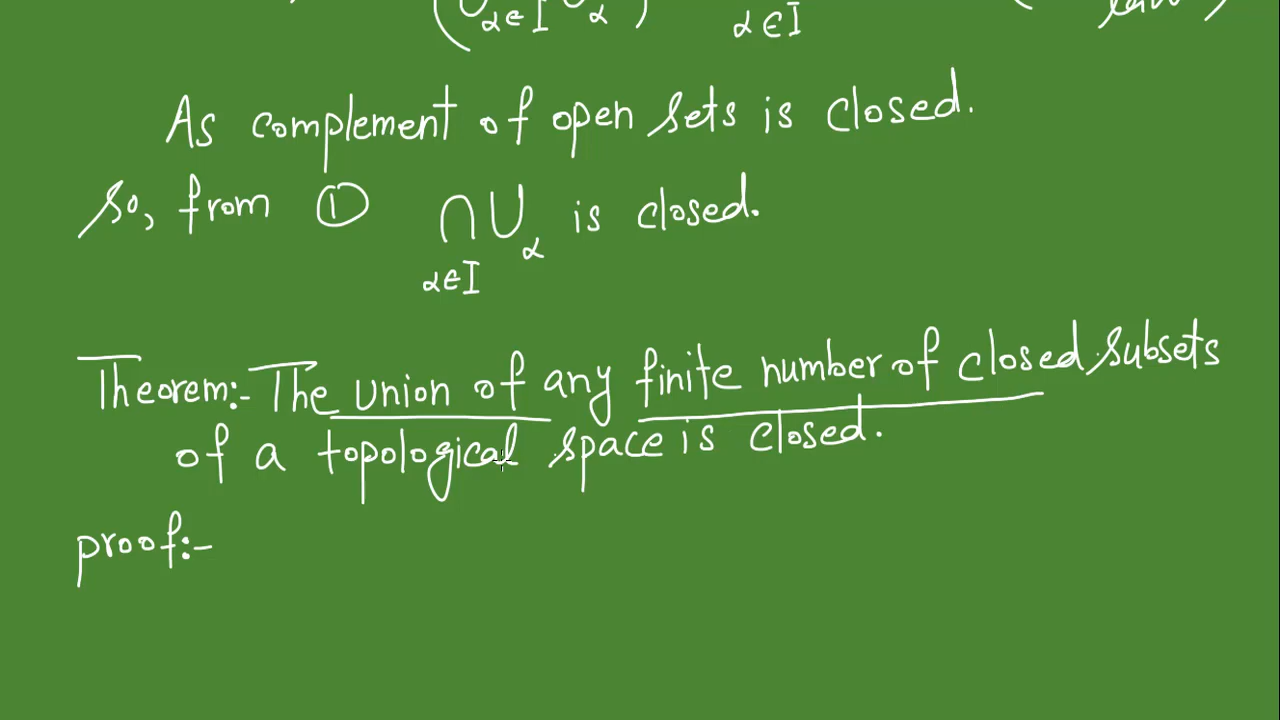 (∪ α∈I U α) α∈I ( law )
As complement of open sets is closed.
so, from ① ∩ U α is closed.
α∈I
Theorem:- The union of any finite number of closed subsets
of a topological space is closed.
proof:-